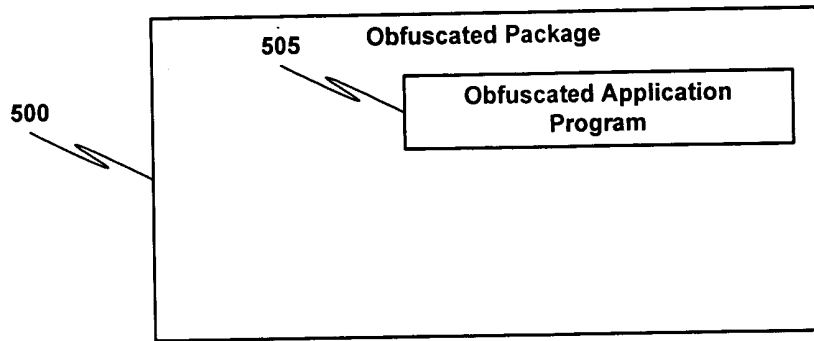 505
Obfuscated Package
Obfuscated Application
Program
500